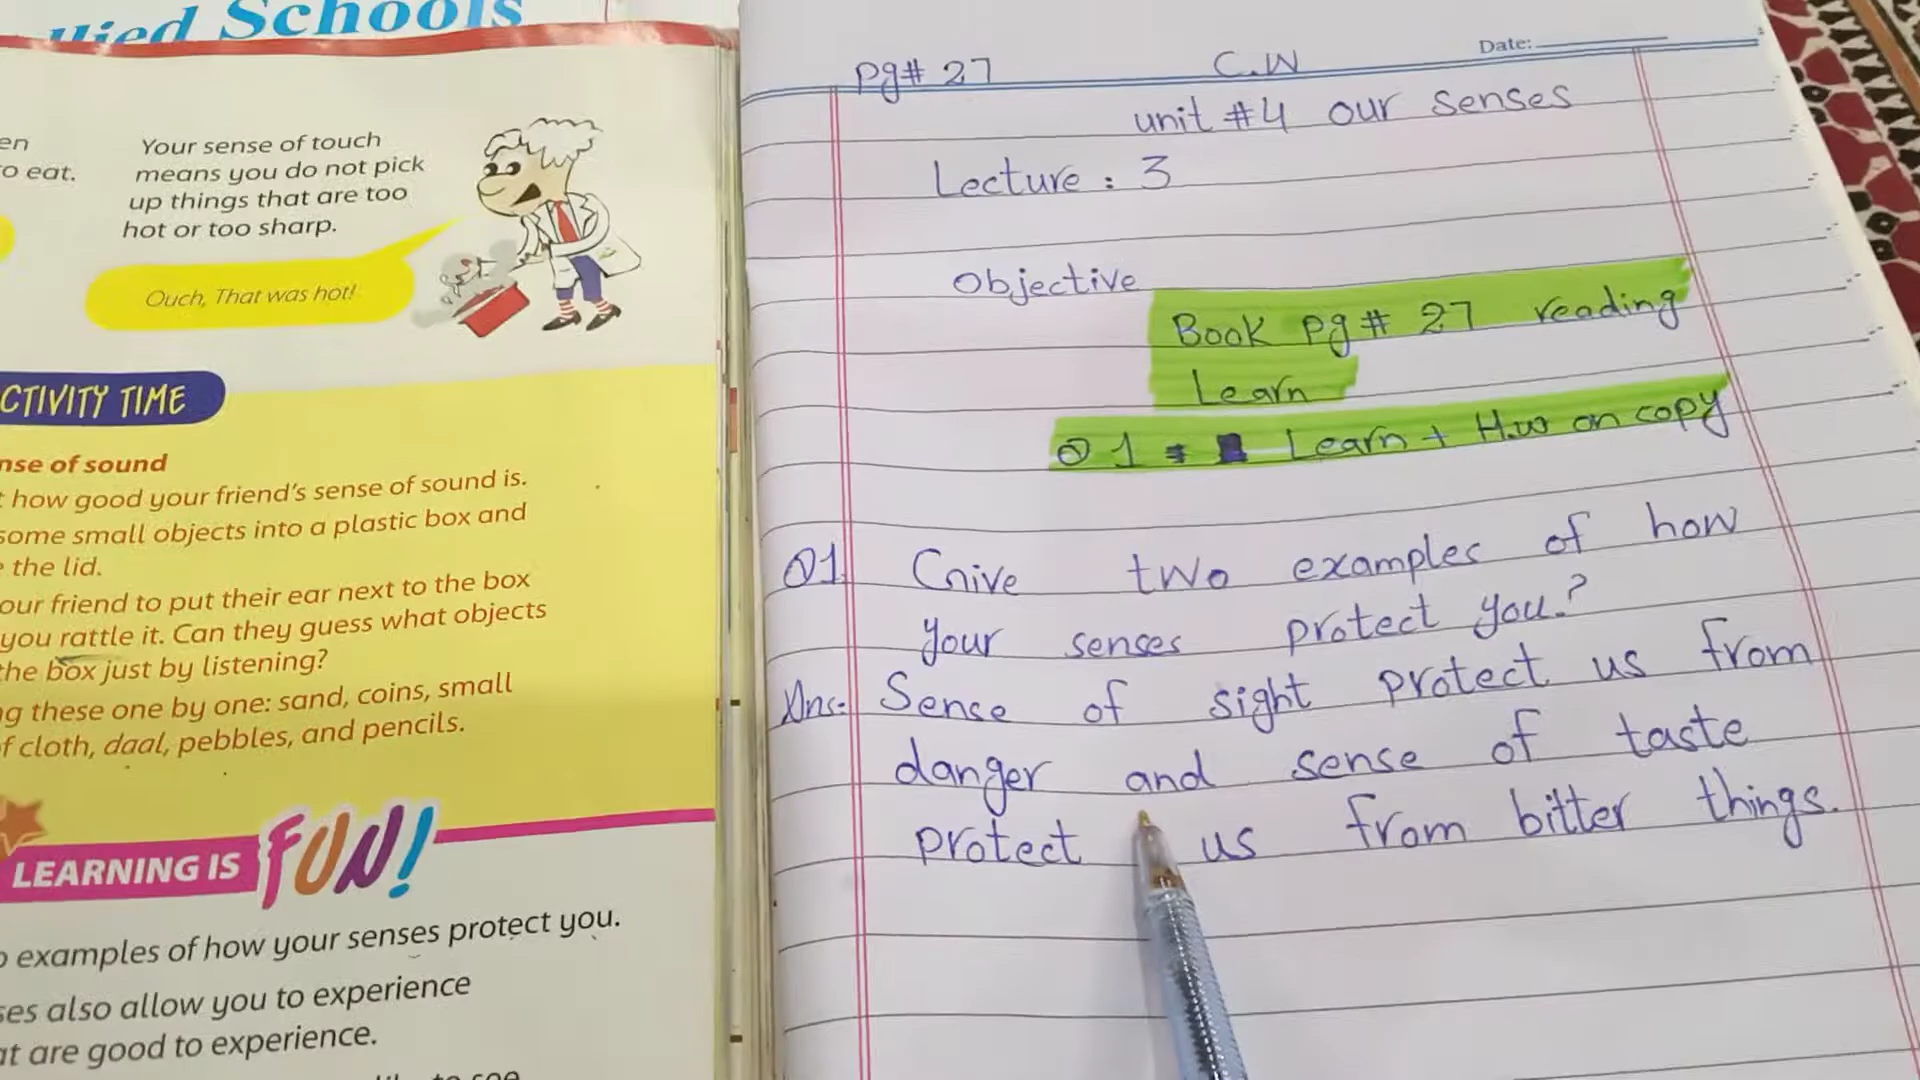 llied Schools
en
to eat.
Your sense of touch
means you do not pick
up things that are too
hot or too sharp.
Ouch, That was hot!
CTIVITY TIME
nse of sound
t how good your friend's sense of sound is.
some small objects into a plastic box and
e the lid.
our friend to put their ear next to the box
you rattle it. Can they guess what objects
the box just by listening?
ng these one by one: sand, coins, small
f cloth, daal, pebbles, and pencils.
LEARNING IS FUN!
o examples of how your senses protect you.
ses also allow you to experience
at are good to experience.
Pg# 27 C.W Date:
unit #4 our senses
Lecture : 3
Objective
Book Pg# 27 reading
Learn
Q1 Learn + H.w on copy
Q1 Give two examples of how
your senses protect you.?
Ans: Sense of sight protect us from
danger and sense of taste
protect us from bitter things.